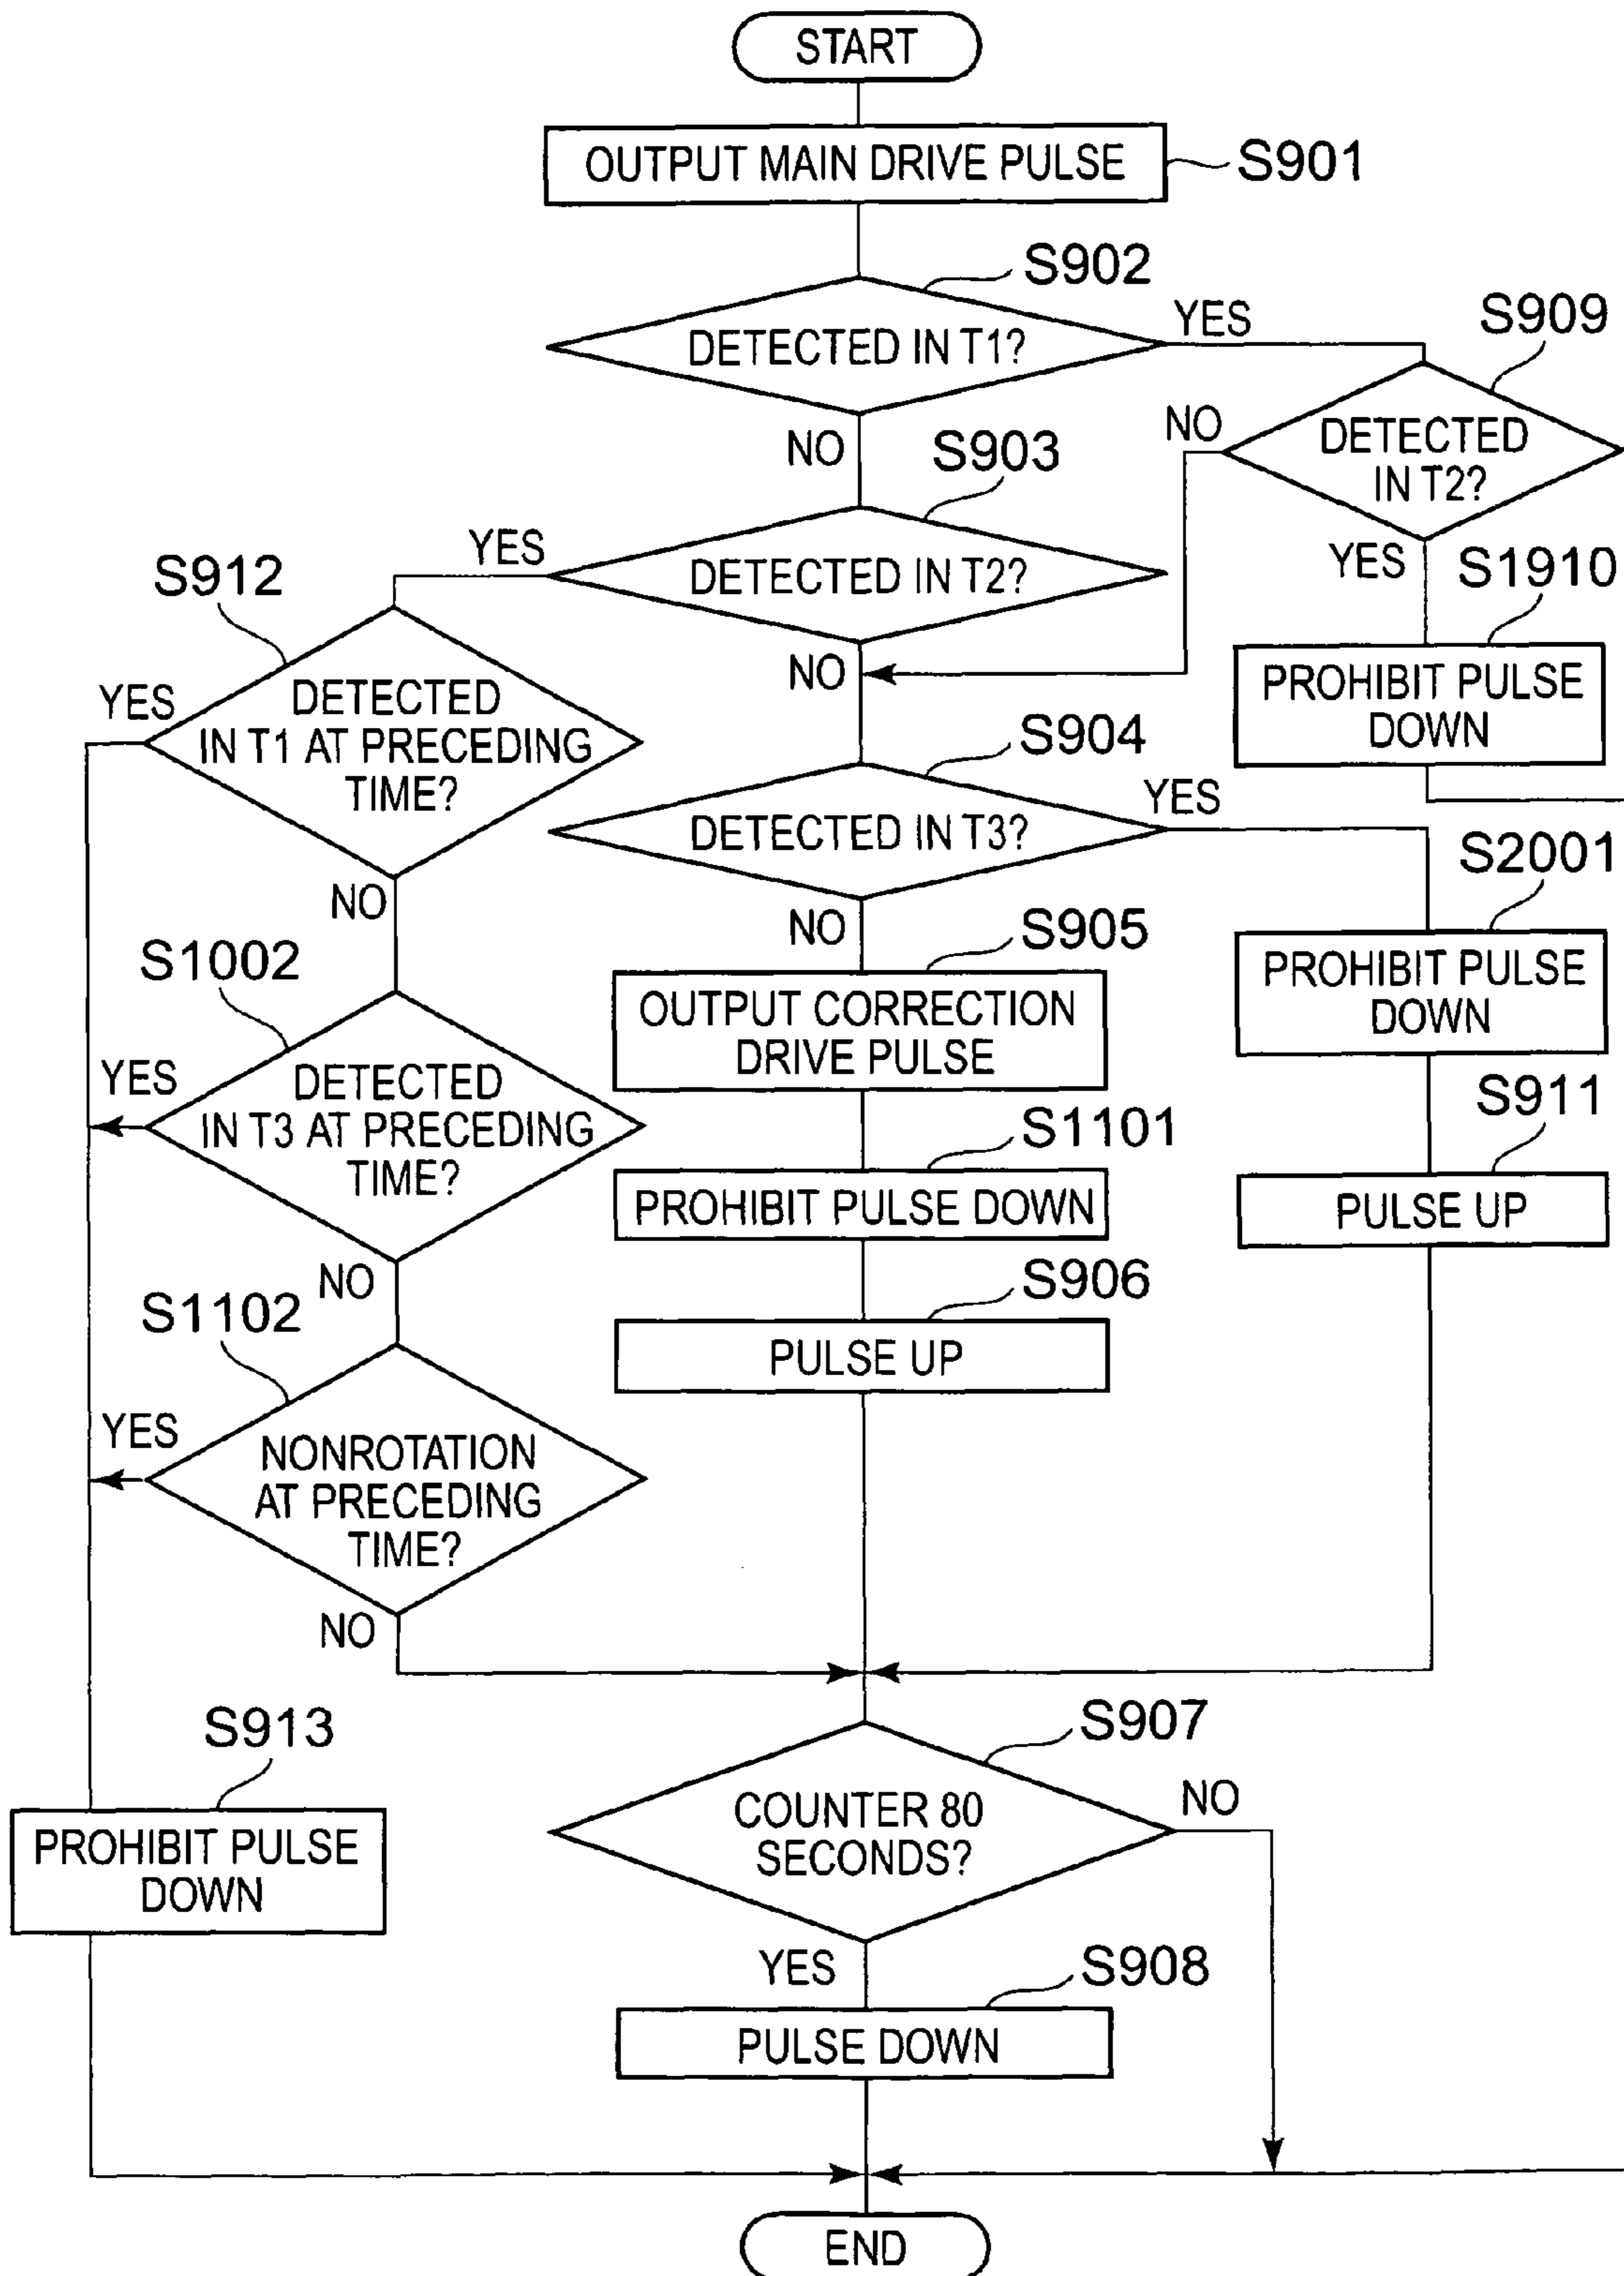 START
OUTPUT MAIN DRIVE PULSE
S901
S902
DETECTED IN T1?
YES
NO
S909
DETECTED
IN T2?
NO
YES
S903
DETECTED IN T2?
YES
NO
S1910
PROHIBIT PULSE
DOWN
S912
DETECTED
IN T1 AT PRECEDING
TIME?
YES
NO
S904
DETECTED IN T3?
YES
NO
S2001
PROHIBIT PULSE
DOWN
S905
OUTPUT CORRECTION
DRIVE PULSE
S1002
DETECTED
IN T3 AT PRECEDING
TIME?
YES
NO
S1101
PROHIBIT PULSE DOWN
S911
PULSE UP
S906
PULSE UP
S1102
NONROTATION
AT PRECEDING
TIME?
YES
NO
S907
COUNTER 80
SECONDS?
NO
YES
S913
PROHIBIT PULSE
DOWN
S908
PULSE DOWN
END